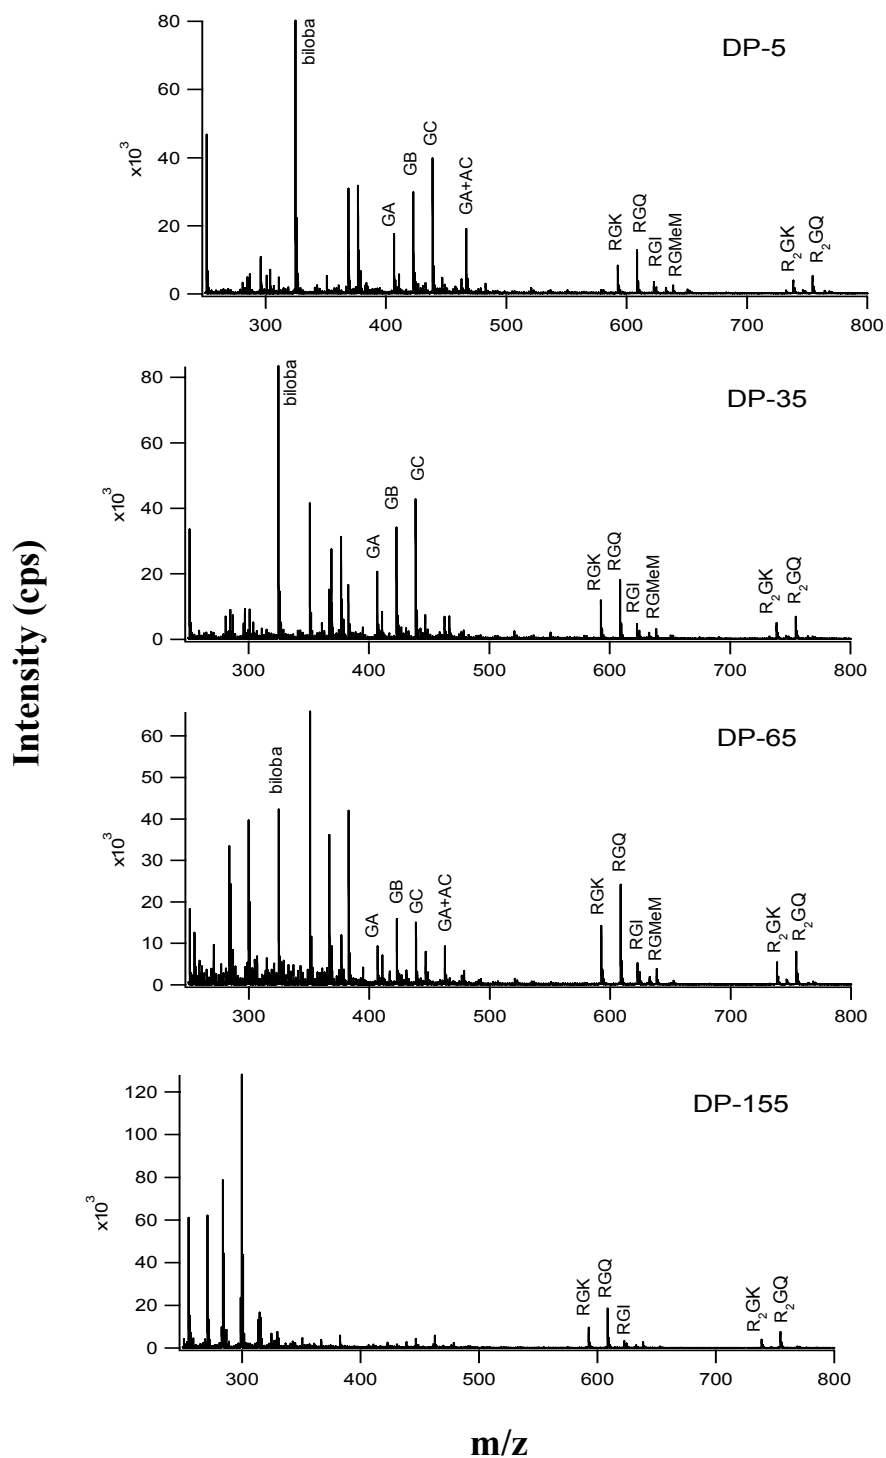 Intensity (cps)
DP-5
x10³
80
60
40
20
0
biloba
GA
GB
GC
GA+AC
RGK
RGQ
RGI
RGMeM
R₂GK
R₂GQ
300
400
500
600
700
800
DP-35
x10³
80
60
40
20
0
biloba
GA
GB
GC
RGK
RGQ
RGI
RGMeM
R₂GK
R₂GQ
300
400
500
600
700
800
DP-65
x10³
60
50
40
30
20
10
0
biloba
GA
GB
GC
GA+AC
RGK
RGQ
RGI
RGMeM
R₂GK
R₂GQ
300
400
500
600
700
800
DP-155
x10³
120
100
80
60
40
20
0
RGK
RGQ
RGI
R₂GK
R₂GQ
300
400
500
600
700
800
m/z